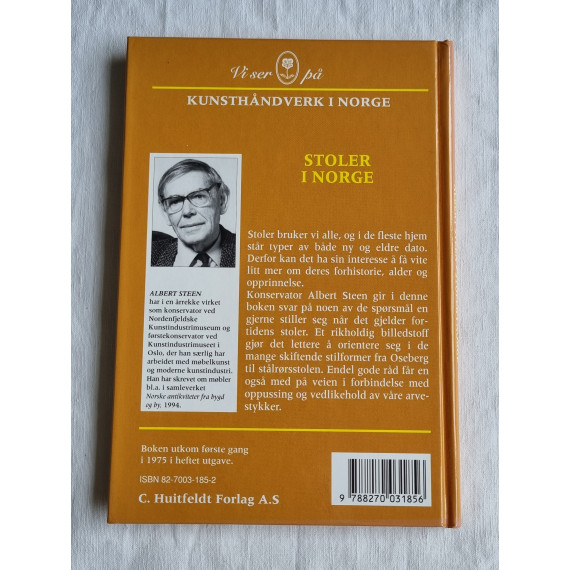 Vi ser på
KUNSTHÅNDVERK I NORGE
STOLER
I NORGE
Stoler bruker vi alle, og i de fleste hjem
står typer av både ny og eldre dato.
Derfor kan det ha sin interesse å få vite
litt mer om deres forhistorie, alder og
opprinnelse.
Konservator Albert Steen gir i denne
boken svar på noen av de spørsmål en
gjerne stiller seg når det gjelder for-
tidens stoler. Et rikholdig billedstoff
gjør det lettere å orientere seg i de
mange skiftende stilformer fra Oseberg
til stålrørsstolen. Endel gode råd får en
også med på veien i forbindelse med
oppussing og vedlikehold av våre arve-
stykker.
ALBERT STEEN
har i en årrekke virket
som konservator ved
Nordenfjeldske
Kunstindustrimuseum og
førstekonservator ved
Kunstindustrimuseet i
Oslo, der han særlig har
arbeidet med møbelkunst
og moderne kunstindustri.
Han har skrevet om møbler
bl.a. i samleverket
Norske antikviteter fra bygd
og by, 1994.
Boken utkom første gang
i 1975 i heftet utgave.
ISBN 82-7003-185-2
C. Huitfeldt Forlag A.S
9 788270 031856